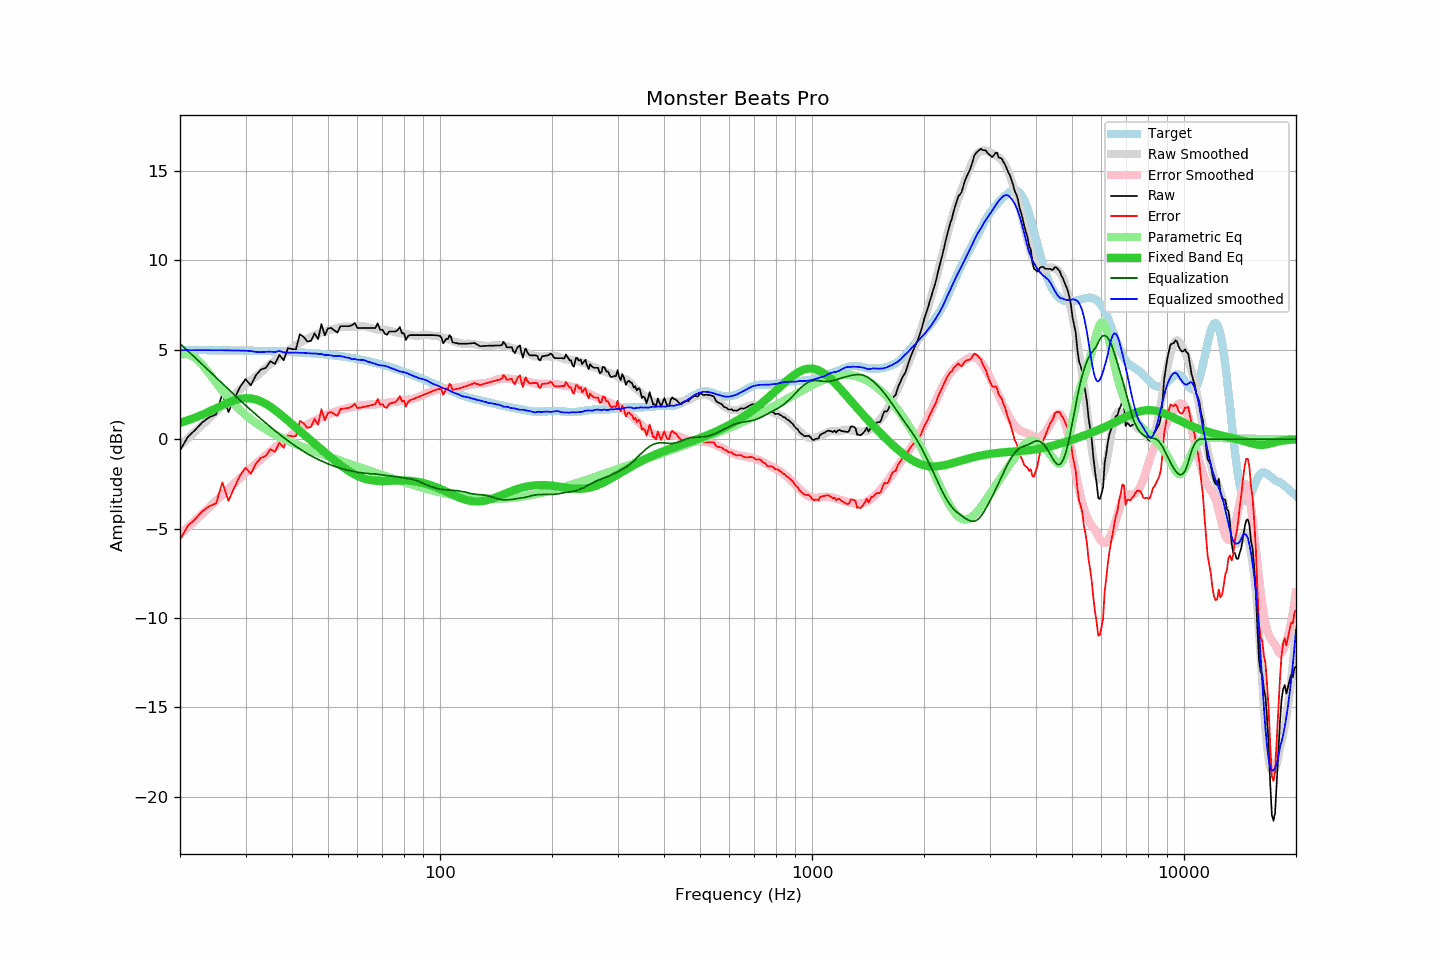 Monster Beats Pro
Target
Raw Smoothed
Error Smoothed
Raw
Error
Parametric Eq
Fixed Band Eq
Equalization
Equalized smoothed
15
10
5
0
−5
−10
−15
−20
Amplitude (dBr)
100
1000
10000
Frequency (Hz)